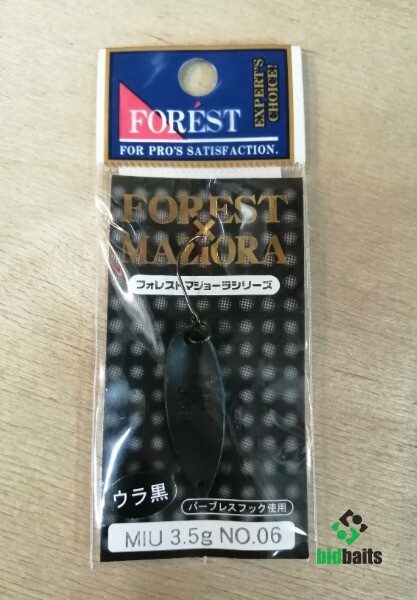 FORÉST
EXPERT'S
CHOICE!
FOR PRO'S SATISFACTION.
FOREST
×
MAZIORA
フォレストマジョーラシリーズ
ウラ黒
バーブレスフック使用
MIU 3.5g NO.06
bidbaits